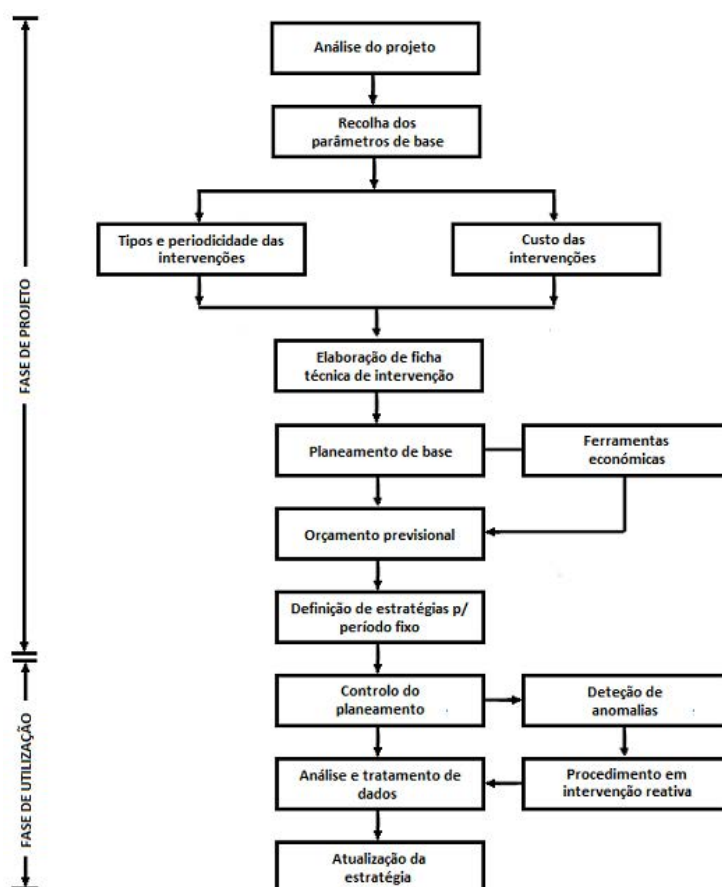 Análise do projeto
Recolha dos
parâmetros de base
Tipos e periodicidade das
intervenções
Custo das
intervenções
Elaboração de ficha
técnica de intervenção
Planeamento de base
Ferramentas
económicas
Orçamento previsional
Definição de estratégias p/
período fixo
Controlo do
planeamento
Deteção de
anomalias
Análise e tratamento de
dados
Procedimento em
intervenção reativa
Atualização da
estratégia
FASE DE PROJETO
FASE DE UTILIZAÇÃO